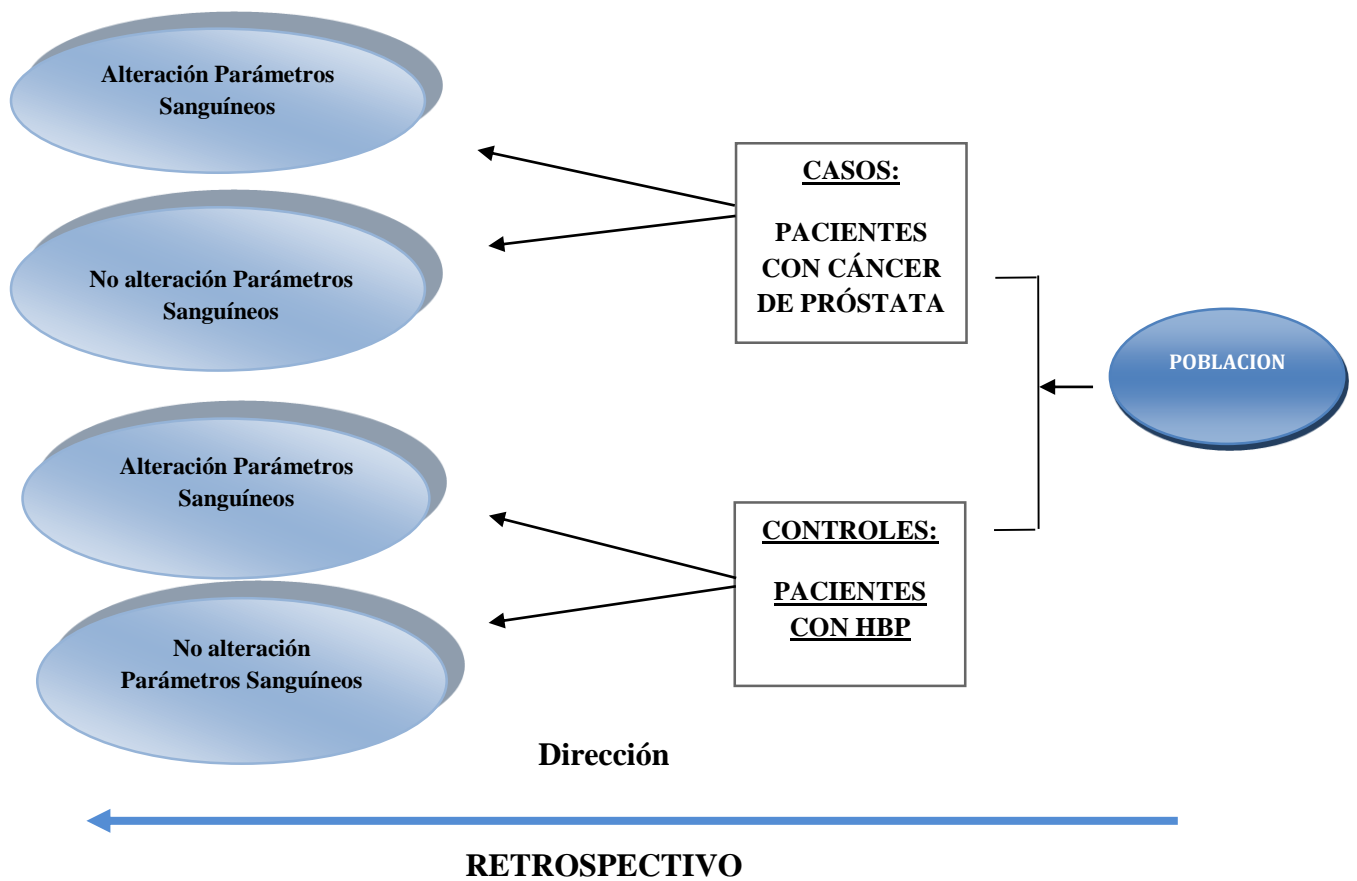 Alteración Parámetros
Sanguíneos
No alteración Parámetros
Sanguíneos
Alteración Parámetros
Sanguíneos
No alteración
Parámetros Sanguíneos
CASOS:
PACIENTES
CON CÁNCER
DE PRÓSTATA
CONTROLES:
PACIENTES
CON HBP
POBLACION
Dirección
RETROSPECTIVO